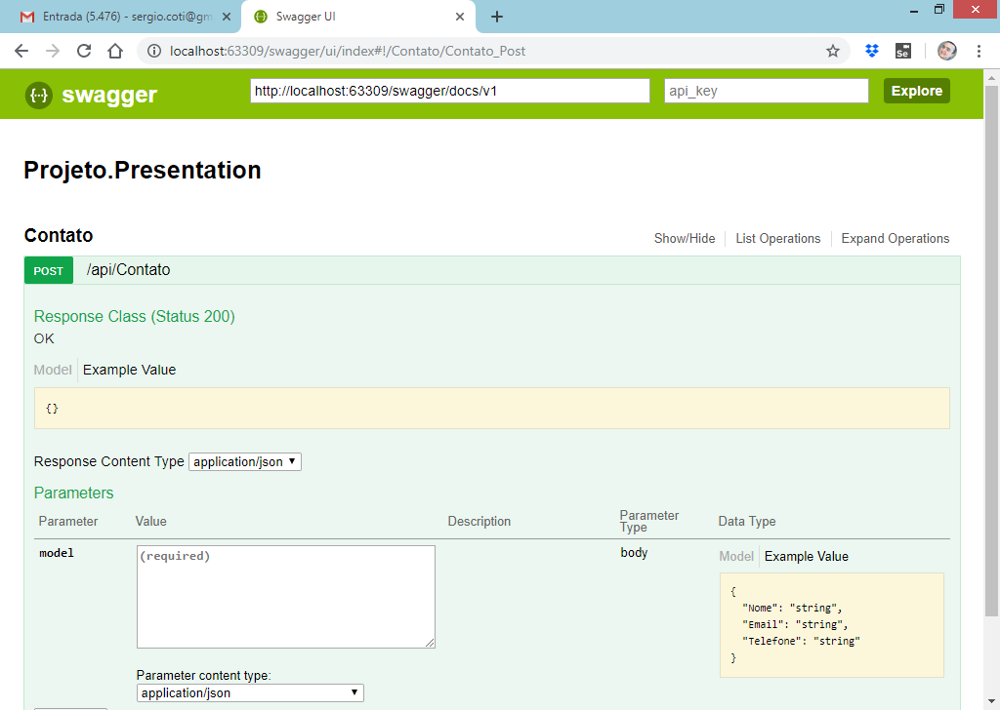 Entrada (5.476) - sergio.coti@gm
Swagger UI
localhost:63309/swagger/ui/index#!/Contato/Contato_Post
Se
{··} swagger
http://localhost:63309/swagger/docs/v1
api_key
Explore
Projeto.Presentation
Contato
Show/Hide
List Operations
Expand Operations
POST
/api/Contato
Response Class (Status 200)
OK
Model
Example Value
{}
Response Content Type
application/json
Parameters
Parameter
Value
Description
Parameter
Type
Data Type
model
(required)
body
Model
Example Value
{
"Nome": "string",
"Email": "string",
"Telefone": "string"
}
Parameter content type:
application/json